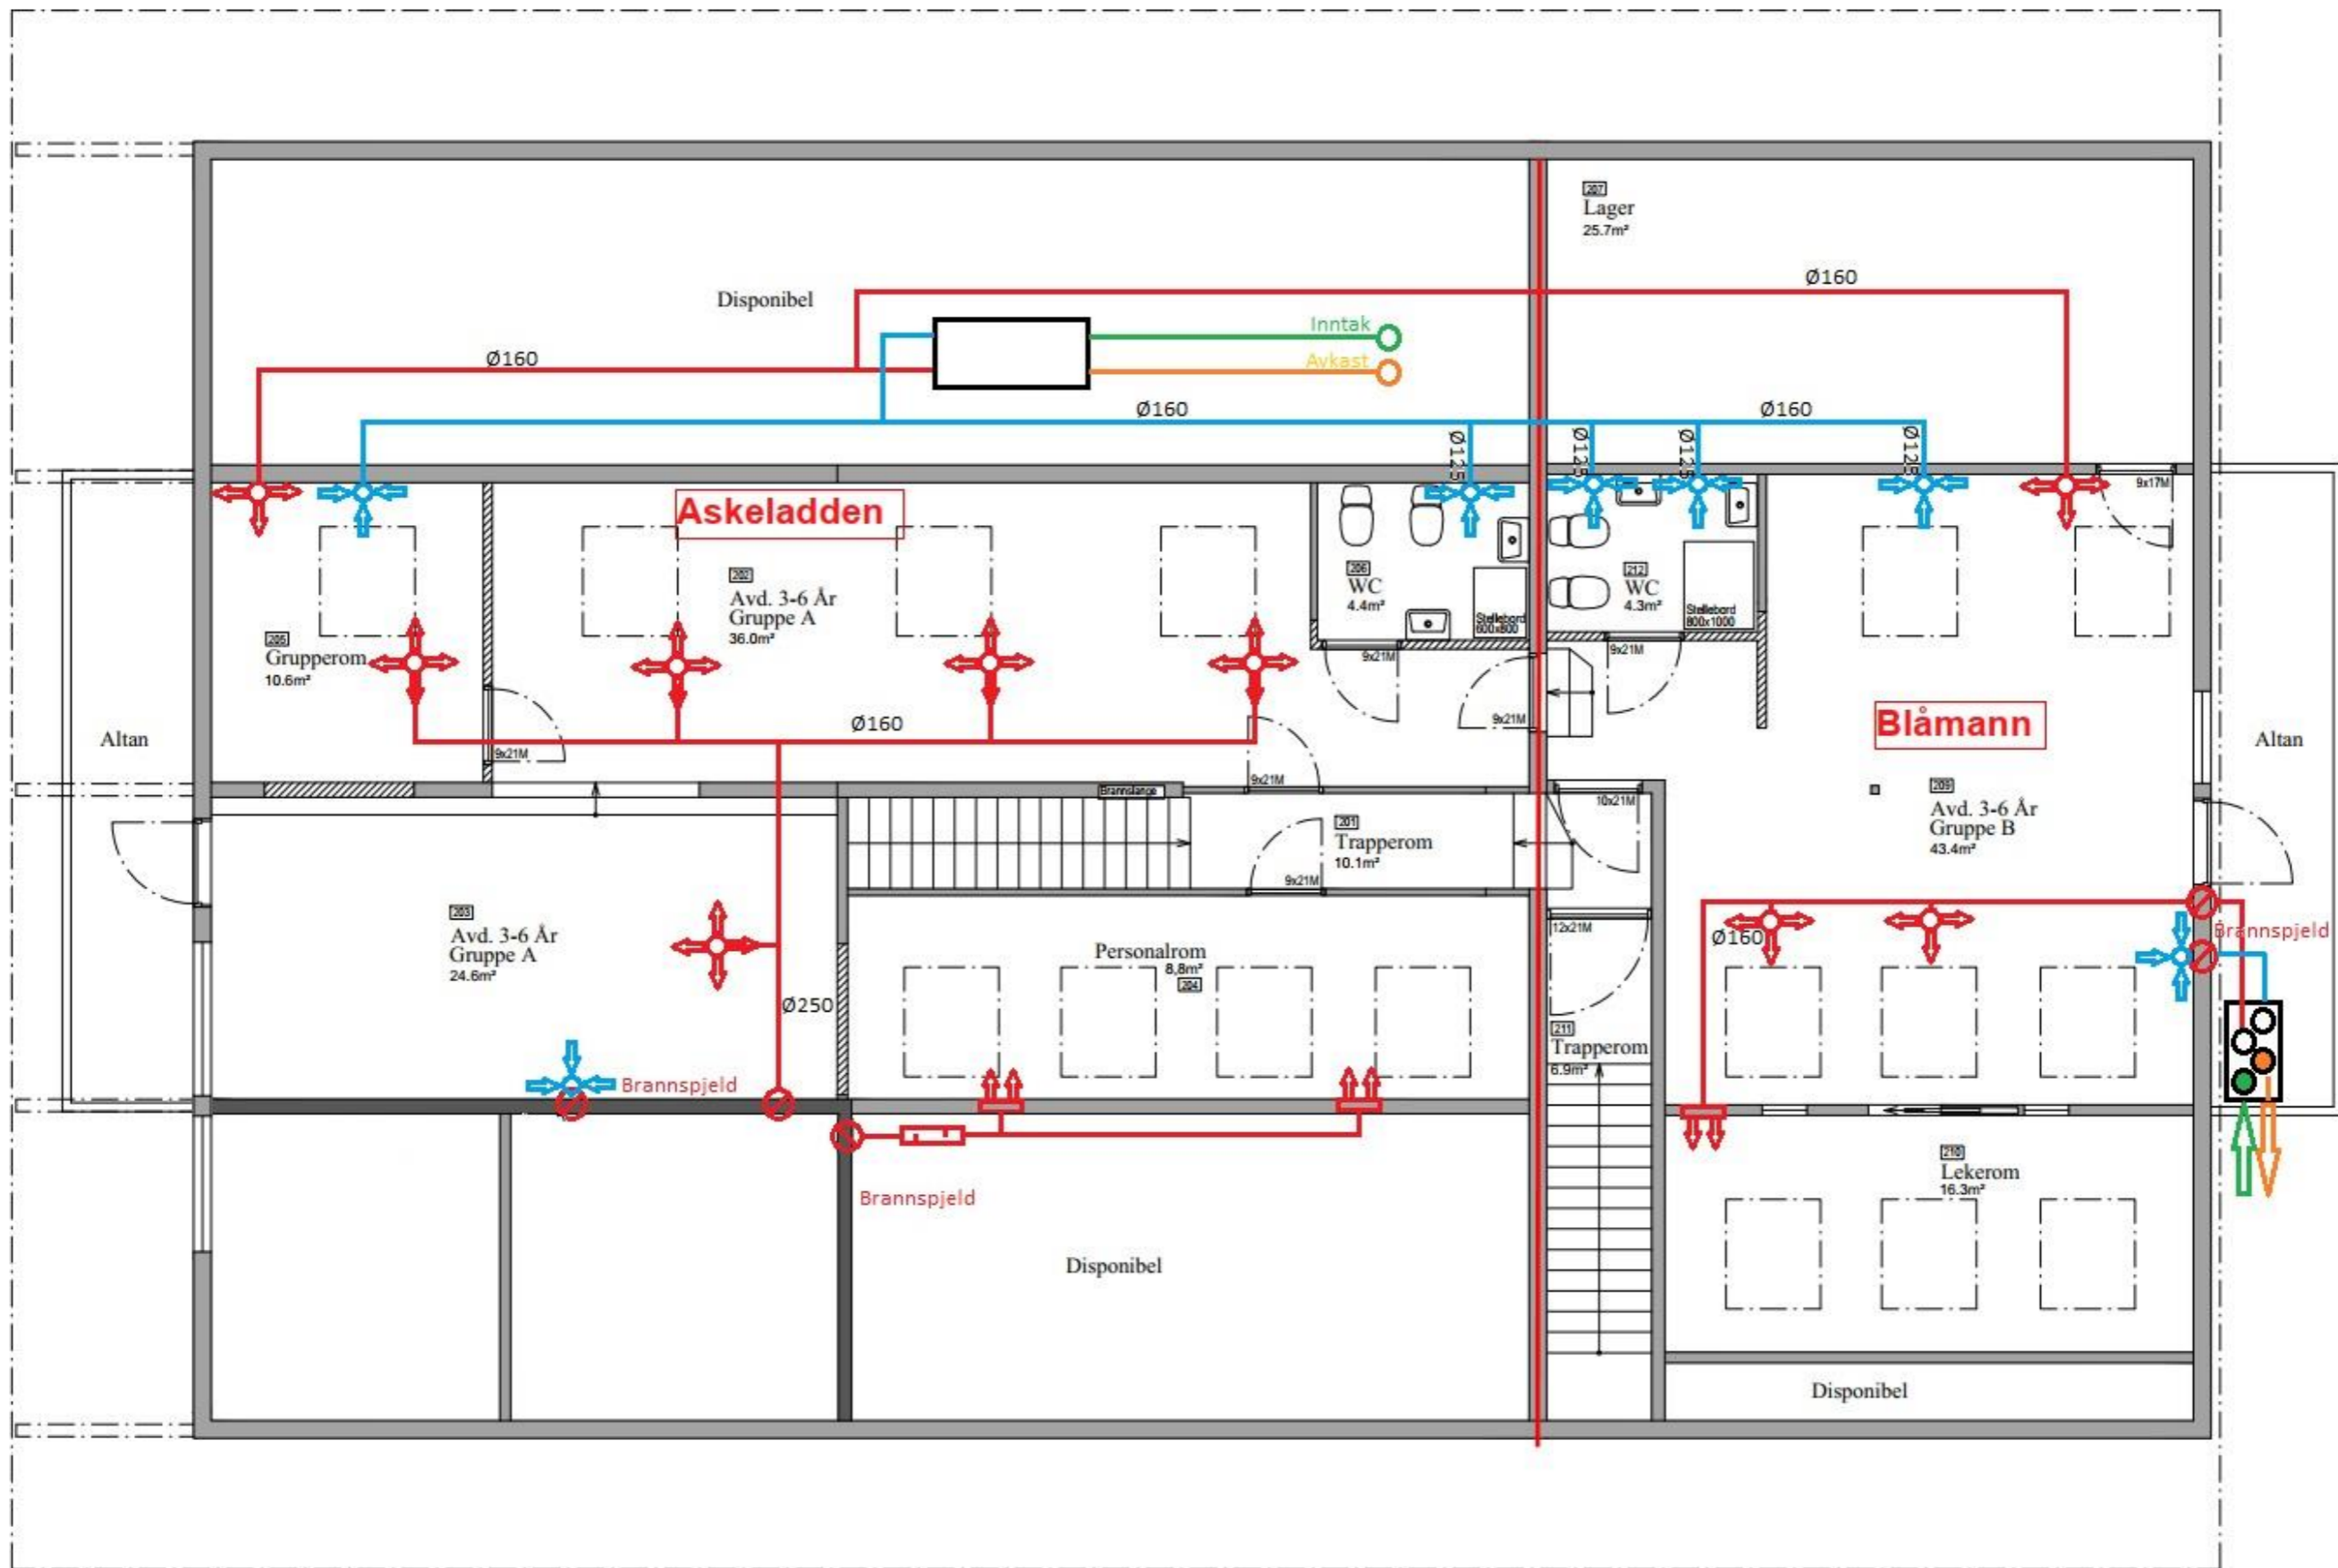 207
Lager
25.7m²
Ø160
Disponibel
Inntak
Avkast
Ø160
Ø160
Ø160
Ø125
Ø125
Ø125
Ø125
Askeladden
9x17M
202
Avd. 3-6 År
Gruppe A
36.0m²
206
WC
4.4m²
Stellebord
600x800
212
WC
4.3m²
Stellebord
800x1000
205
Grupperom
10.6m²
9x21M
9x21M
9x21M
Blåmann
Ø160
Altan
Altan
9x21M
9x21M
Brannslange
10x21M
209
Avd. 3-6 År
Gruppe B
43.4m²
201
Trapperom
10.1m²
9x21M
203
Avd. 3-6 År
Gruppe A
24.6m²
Personalrom
8,8m²
204
12x21M
Ø160
Brannspjeld
Ø250
211
Trapperom
6.9m²
Brannspjeld
210
Lekerom
16.3m²
Brannspjeld
Disponibel
Disponibel